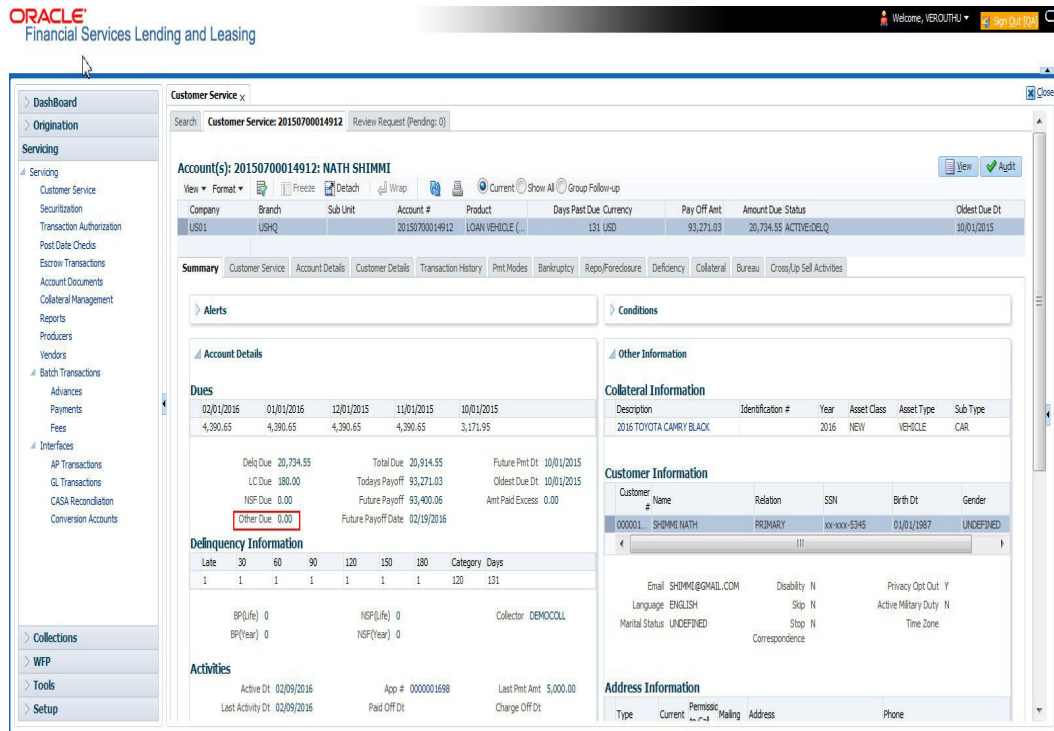 ORACLE
Financial Services Lending and Leasing
Welcome, VEROUTHU
Sign Out [QA]
Close
DashBoard
Origination
Servicing
Servicing
Customer Service
Securitization
Transaction Authorization
Post Date Checks
Escrow Transactions
Account Documents
Collateral Management
Reports
Producers
Vendors
Batch Transactions
Advances
Payments
Fees
Interfaces
AP Transactions
GL Transactions
CASA Reconciliation
Conversion Accounts
Collections
WFP
Tools
Setup
Customer Service X
Search Customer Service: 20150700014912 Review Request (Pending: 0)
Account(s): 20150700014912: NATH SHIMMI
View Audit
View Format Freeze Detach Wrap Current Show All Group Follow-up
Company Branch Sub Unit Account # Product Days Past Due Currency Pay Off Amt Amount Due Status Oldest Due Dt
US01 USHQ 20150700014912 LOAN VEHICLE (... 131 USD 93,271.03 20,734.55 ACTIVE:DELQ 10/01/2015
Summary Customer Service Account Details Customer Details Transaction History Pmt Modes Bankruptcy Repo/Foreclosure Deficiency Collateral Bureau Cross/Up Sell Activities
Alerts
Account Details
Dues
02/01/2016 01/01/2016 12/01/2015 11/01/2015 10/01/2015
4,390.65 4,390.65 4,390.65 4,390.65 3,171.95
Delq Due 20,734.55 Total Due 20,914.55 Future Pmt Dt 10/01/2015
LC Due 180.00 Todays Payoff 93,271.03 Oldest Due Dt 10/01/2015
NSF Due 0.00 Future Payoff 93,400.06 Amt Paid Excess 0.00
Other Due 0.00 Future Payoff Date 02/19/2016
Delinquency Information
Late 30 60 90 120 150 180 Category Days
1 1 1 1 1 1 1 120 131
BP(Life) 0 NSF(Life) 0 Collector DEMOCOLL
BP(Year) 0 NSF(Year) 0
Activities
Active Dt 02/09/2016 App # 0000001698 Last Pmt Amt 5,000.00
Last Activity Dt 02/09/2016 Paid Off Dt Charge Off Dt
Conditions
Other Information
Collateral Information
Description Identification # Year Asset Class Asset Type Sub Type
2016 TOYOTA CAMRY BLACK 2016 NEW VEHICLE CAR
Customer Information
Customer # Name Relation SSN Birth Dt Gender
000001... SHIMMI NATH PRIMARY xx-xxx-5345 01/01/1987 UNDEFINED
Email SHIMMI@GMAIL.COM Disability N Privacy Opt Out Y
Language ENGLISH Skip N Active Military Duty N
Marital Status UNDEFINED Stop Correspondence N Time Zone
Address Information
Type Current Mailing Address Phone